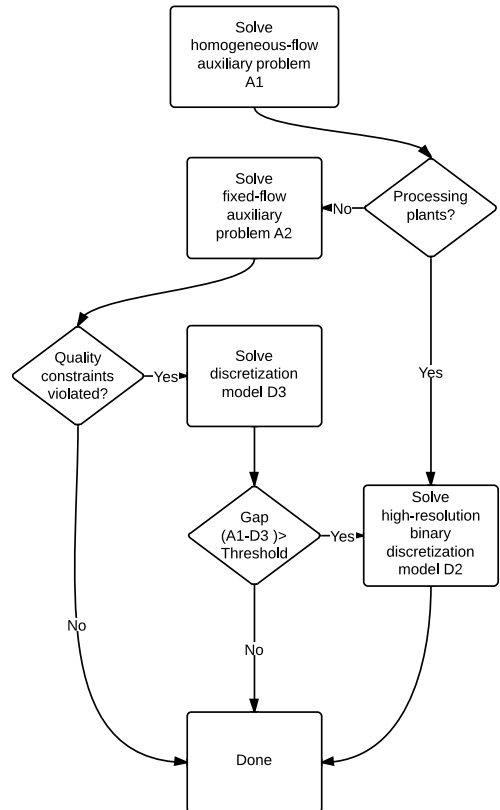 Solve
homogeneous-flow
auxiliary problem
A1
Solve
fixed-flow
auxiliary
problem A2
No
Processing
plants?
Quality
constraints
violated?
Yes
Solve
discretization
model D3
Yes
Gap
(A1-D3 )>
Threshold
Yes
Solve
high-resolution
binary
discretization
model D2
No
No
Done